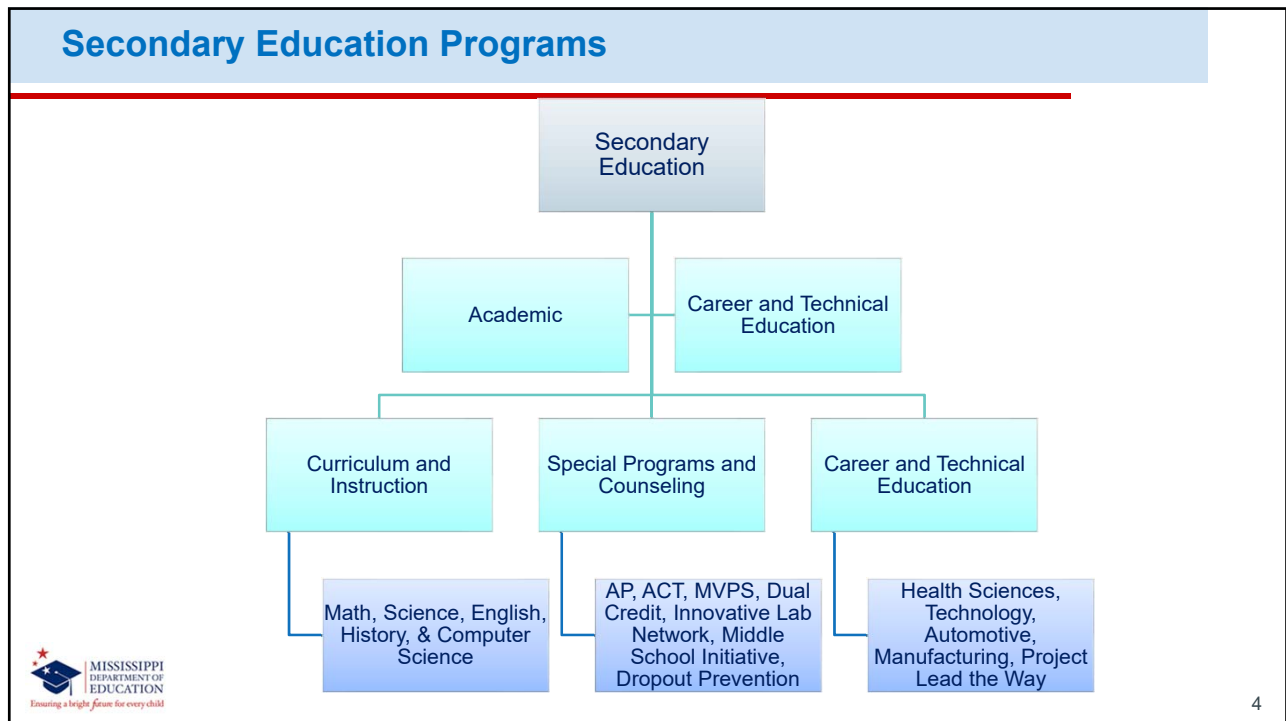 Secondary Education Programs
Secondary
Education
Academic
Career and Technical
Education
Curriculum and
Instruction
Special Programs and
Counseling
Career and Technical
Education
Math, Science, English,
History, & Computer
Science
AP, ACT, MVPS, Dual
Credit, Innovative Lab
Network, Middle
School Initiative,
Dropout Prevention
Health Sciences,
Technology,
Automotive,
Manufacturing, Project
Lead the Way
MISSISSIPPI
DEPARTMENT OF
EDUCATION
Ensuring a bright future for every child
4